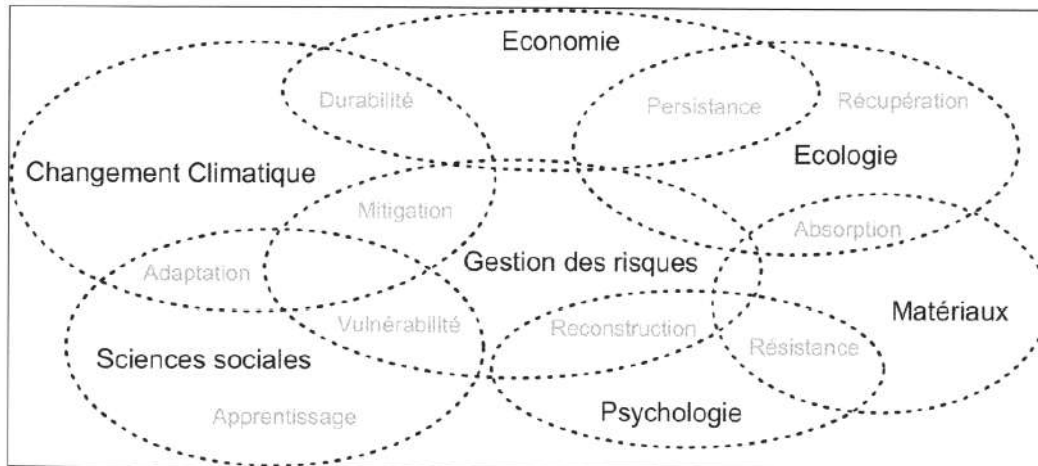 Economie
Durabilité
Persistance
Récupération
Changement Climatique
Ecologie
Mitigation
Absorption
Adaptation
Gestion des risques
Vulnérabilité
Reconstruction
Matériaux
Résistance
Sciences sociales
Apprentissage
Psychologie